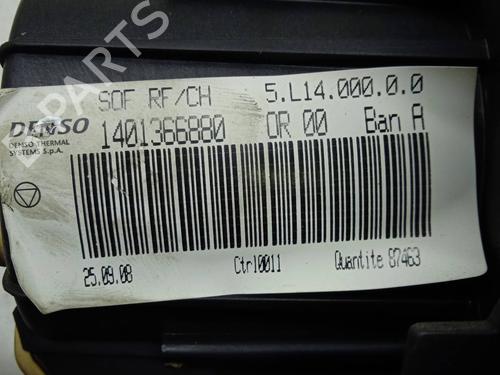 SOF RF/CH 5.L14.000.0.0
DENSO 1401366880 OR 00 Ban A
DENSO THERMAL
SYSTEMS S.p.A.
25.09.08 Ctrl0011 Quantite 87463
PARTS